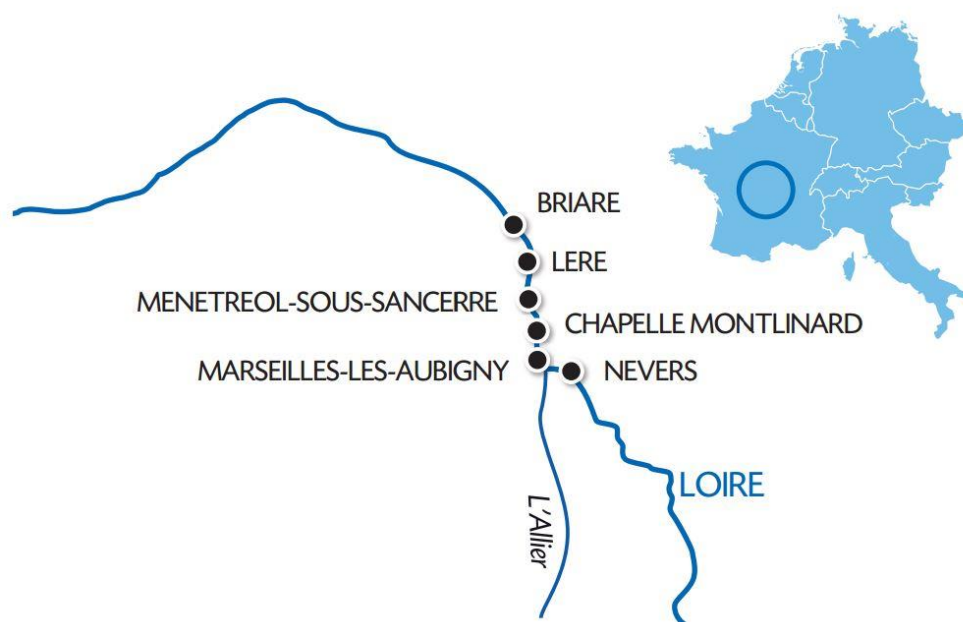 BRIARE
LERE
MENETREOL-SOUS-SANCERRE
CHAPELLE MONTLINARD
MARSEILLES-LES-AUBIGNY
NEVERS
LOIRE
L'Allier